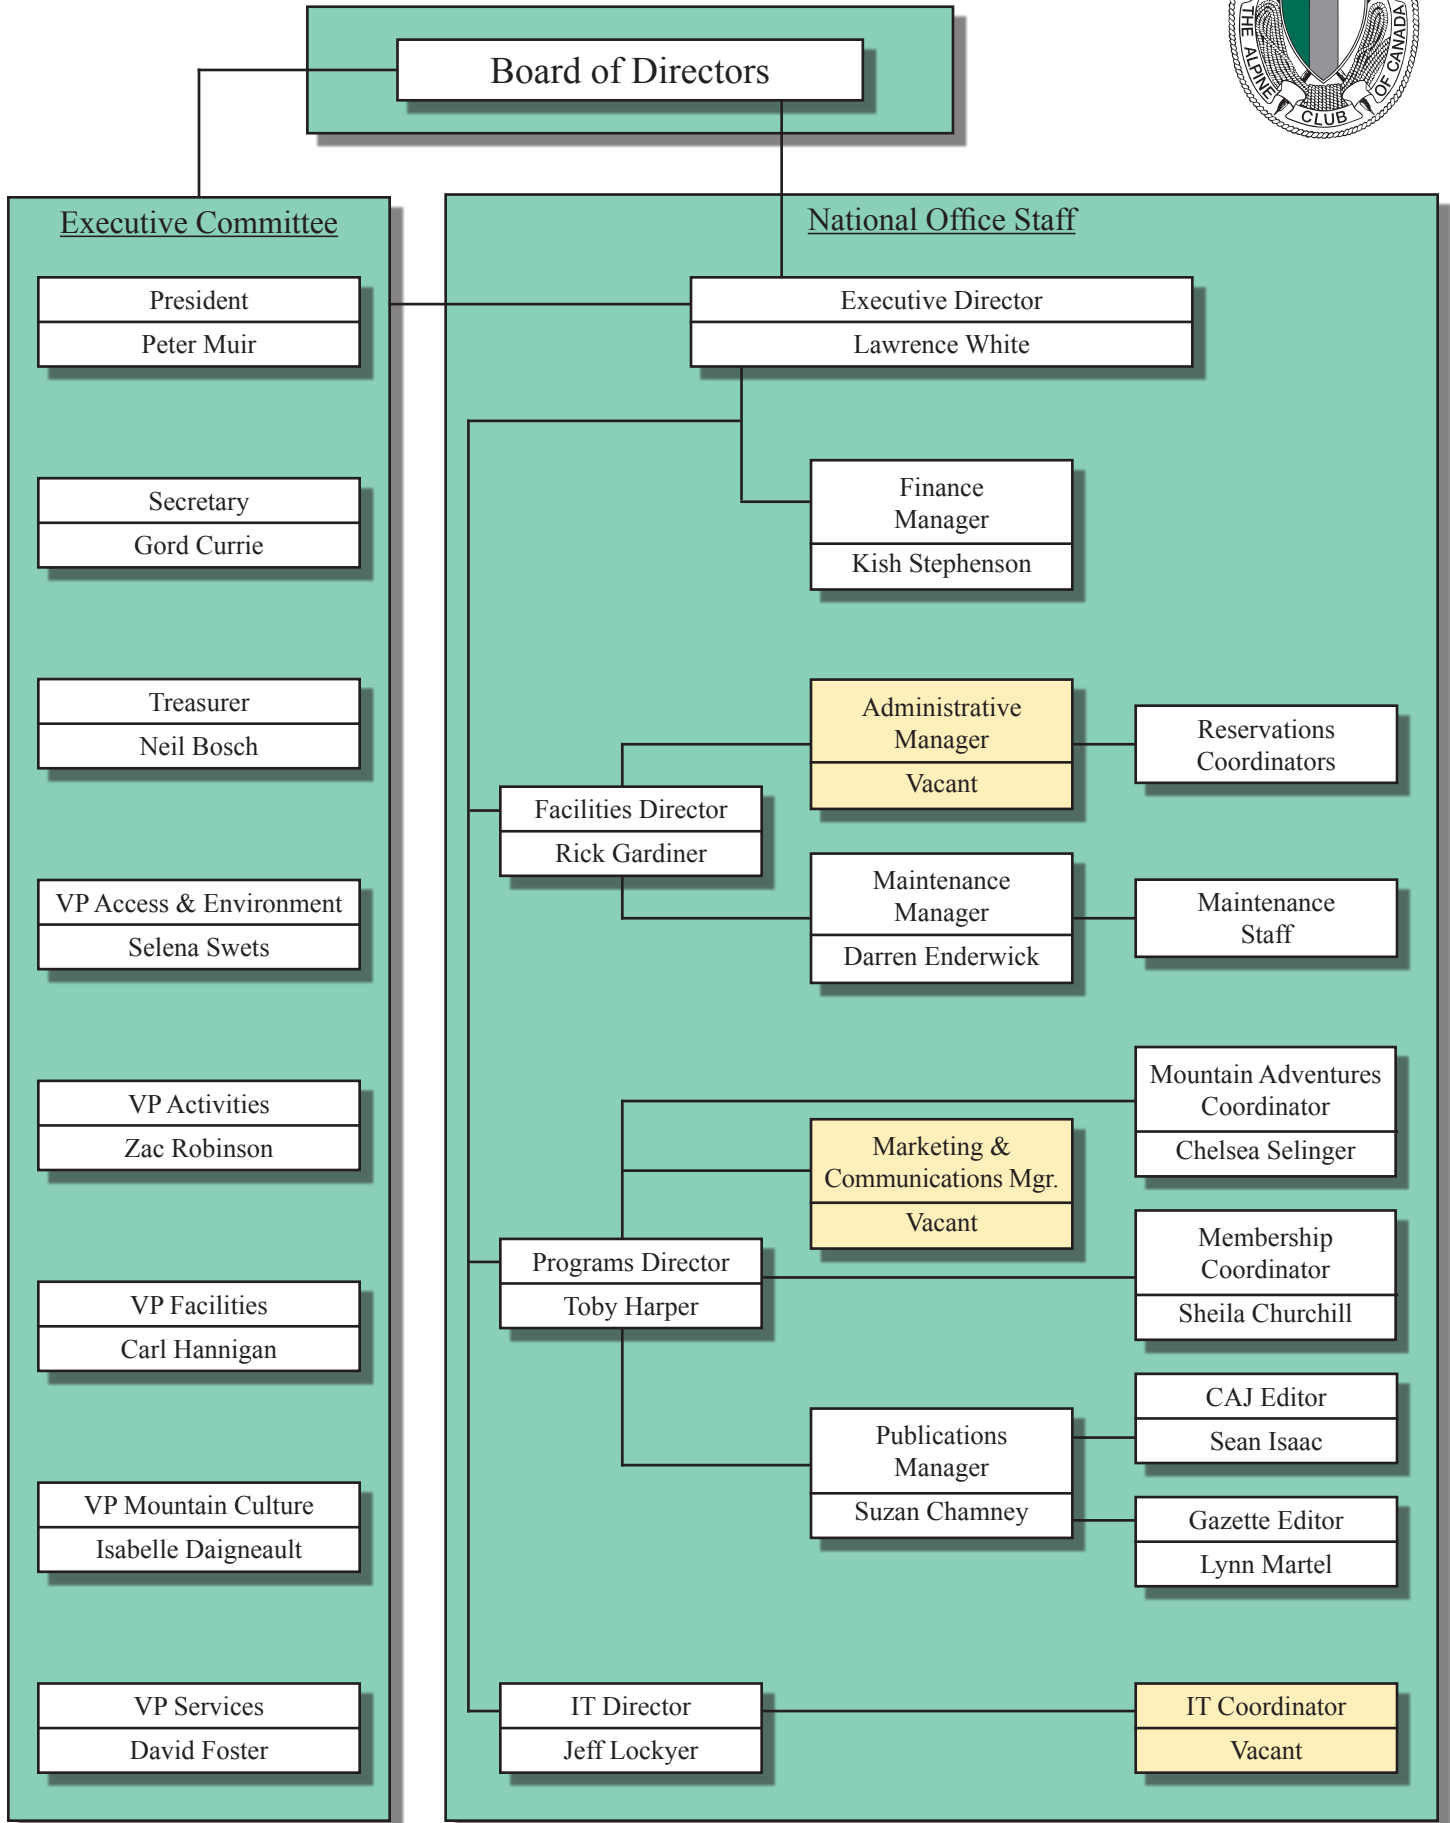 Board of Directors
THE ALPINE
CLUB
OF CANADA
Executive Committee
President
Peter Muir
Secretary
Gord Currie
Treasurer
Neil Bosch
VP Access & Environment
Selena Swets
VP Activities
Zac Robinson
VP Facilities
Carl Hannigan
VP Mountain Culture
Isabelle Daigneault
VP Services
David Foster
National Office Staff
Executive Director
Lawrence White
Finance
Manager
Kish Stephenson
Facilities Director
Rick Gardiner
Administrative
Manager
Vacant
Reservations
Coordinators
Maintenance
Manager
Darren Enderwick
Maintenance
Staff
Programs Director
Toby Harper
Mountain Adventures
Coordinator
Chelsea Selinger
Marketing &
Communications Mgr.
Vacant
Membership
Coordinator
Sheila Churchill
Publications
Manager
Suzan Chamney
CAJ Editor
Sean Isaac
Gazette Editor
Lynn Martel
IT Director
Jeff Lockyer
IT Coordinator
Vacant